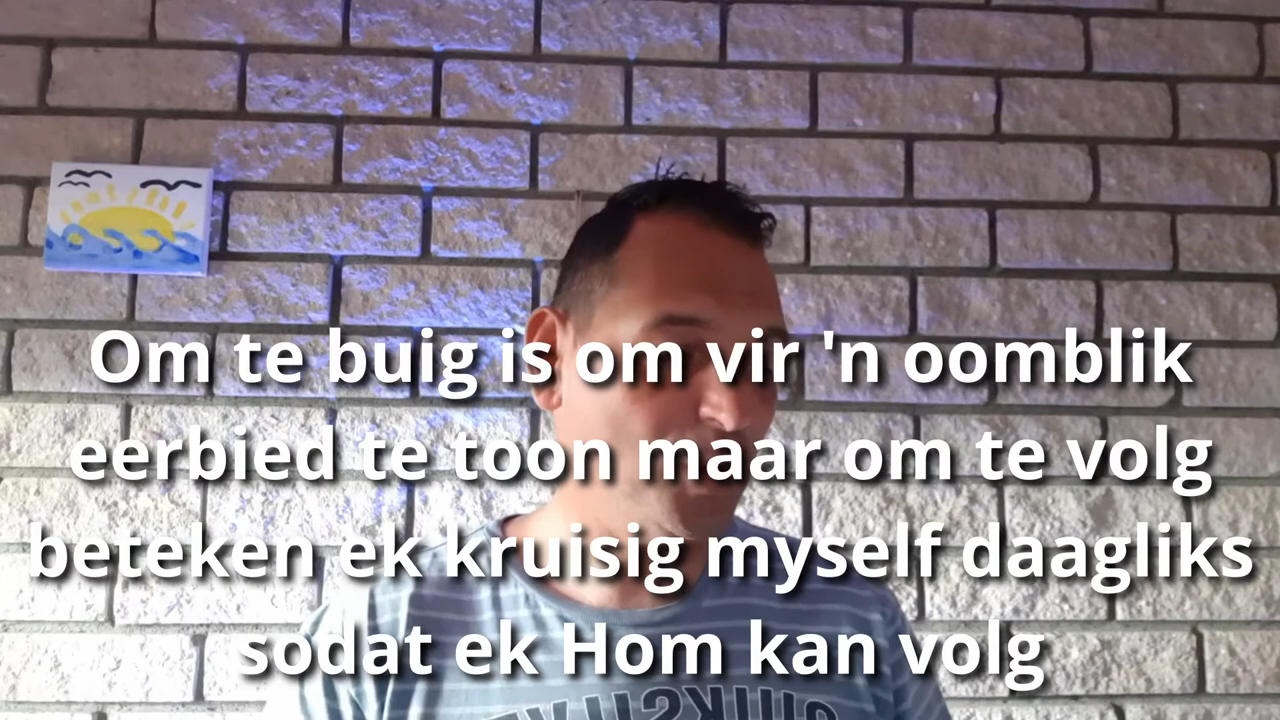 Om te buig is om vir 'n oomblik
eerbied te toon maar om te volg
beteken ek kruisig myself daagliks
sodat ek Hom kan volg